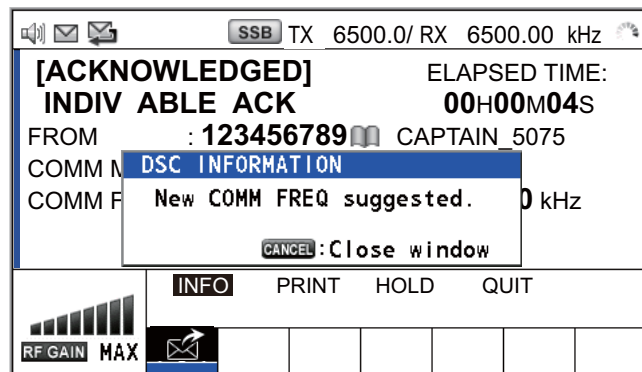 SSB TX 6500.0/ RX 6500.00 kHz
[ACKNOWLEDGED] ELAPSED TIME:
INDIV ABLE ACK 00H00M04S
FROM : 123456789 CAPTAIN_5075
COMM M
COMM F 0 kHz
DSC INFORMATION
New COMM FREQ suggested.
CANCEL:Close window
INFO PRINT HOLD QUIT
RF GAIN MAX